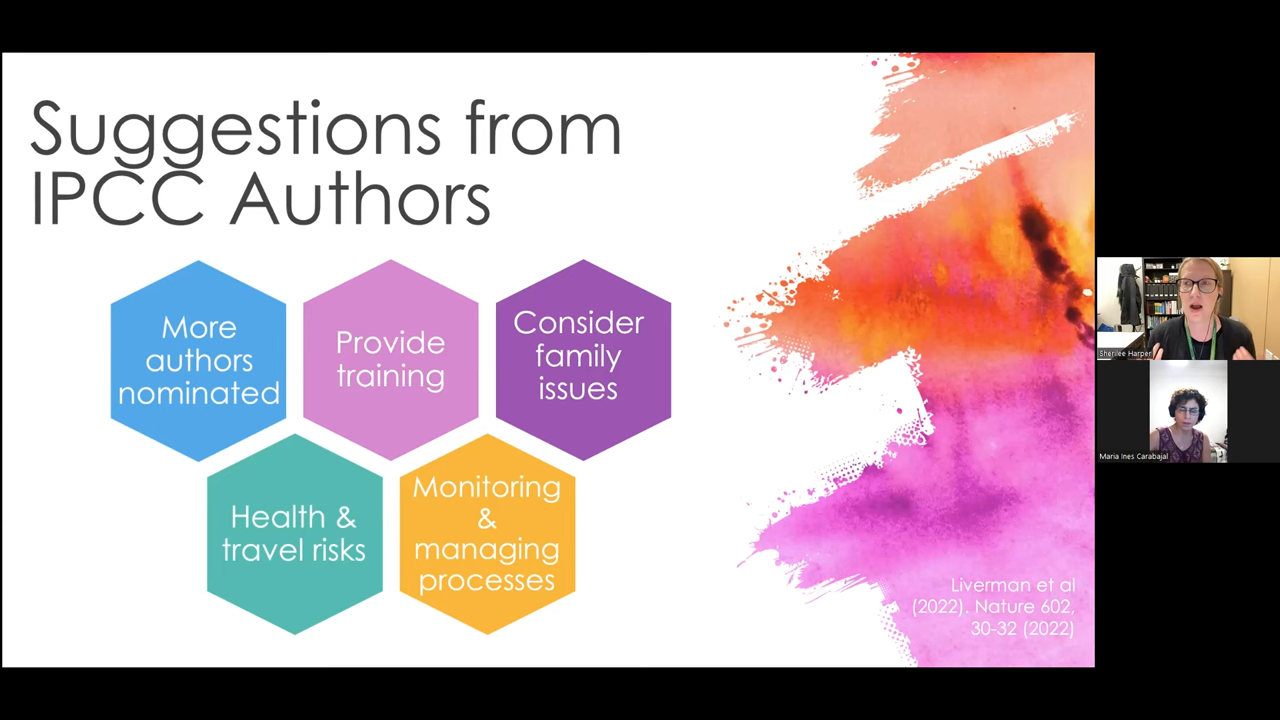 Suggestions from
IPCC Authors
More
authors
nominated
Provide
training
Consider
family
issues
Health &
travel risks
Monitoring
&
managing
processes
Liverman et al
(2022). Nature 602,
30-32 (2022)
Sherilee Harper
Maria Ines Carabajal